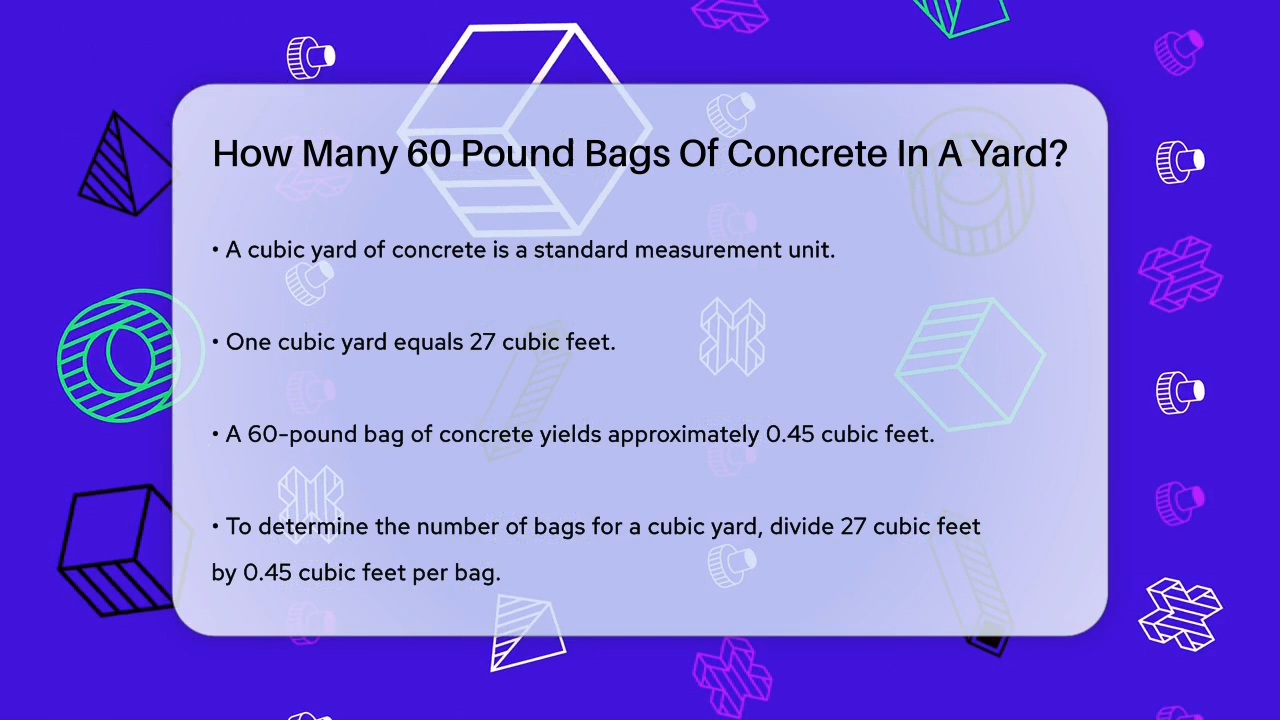 How Many 60 Pound Bags Of Concrete In A Yard?
• A cubic yard of concrete is a standard measurement unit.
• One cubic yard equals 27 cubic feet.
• A 60-pound bag of concrete yields approximately 0.45 cubic feet.
• To determine the number of bags for a cubic yard, divide 27 cubic feet
by 0.45 cubic feet per bag.